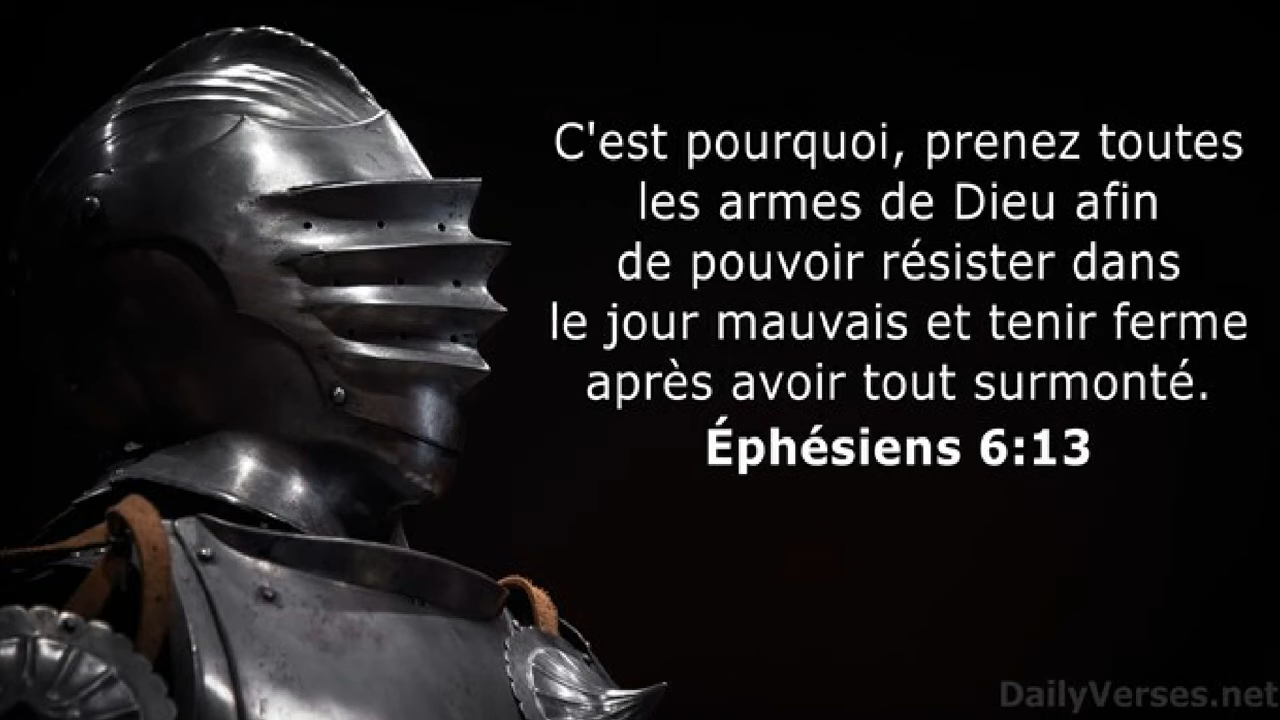 C'est pourquoi, prenez toutes
les armes de Dieu afin
de pouvoir résister dans
le jour mauvais et tenir ferme
après avoir tout surmonté.
Éphésiens 6:13
DailyVerses.net